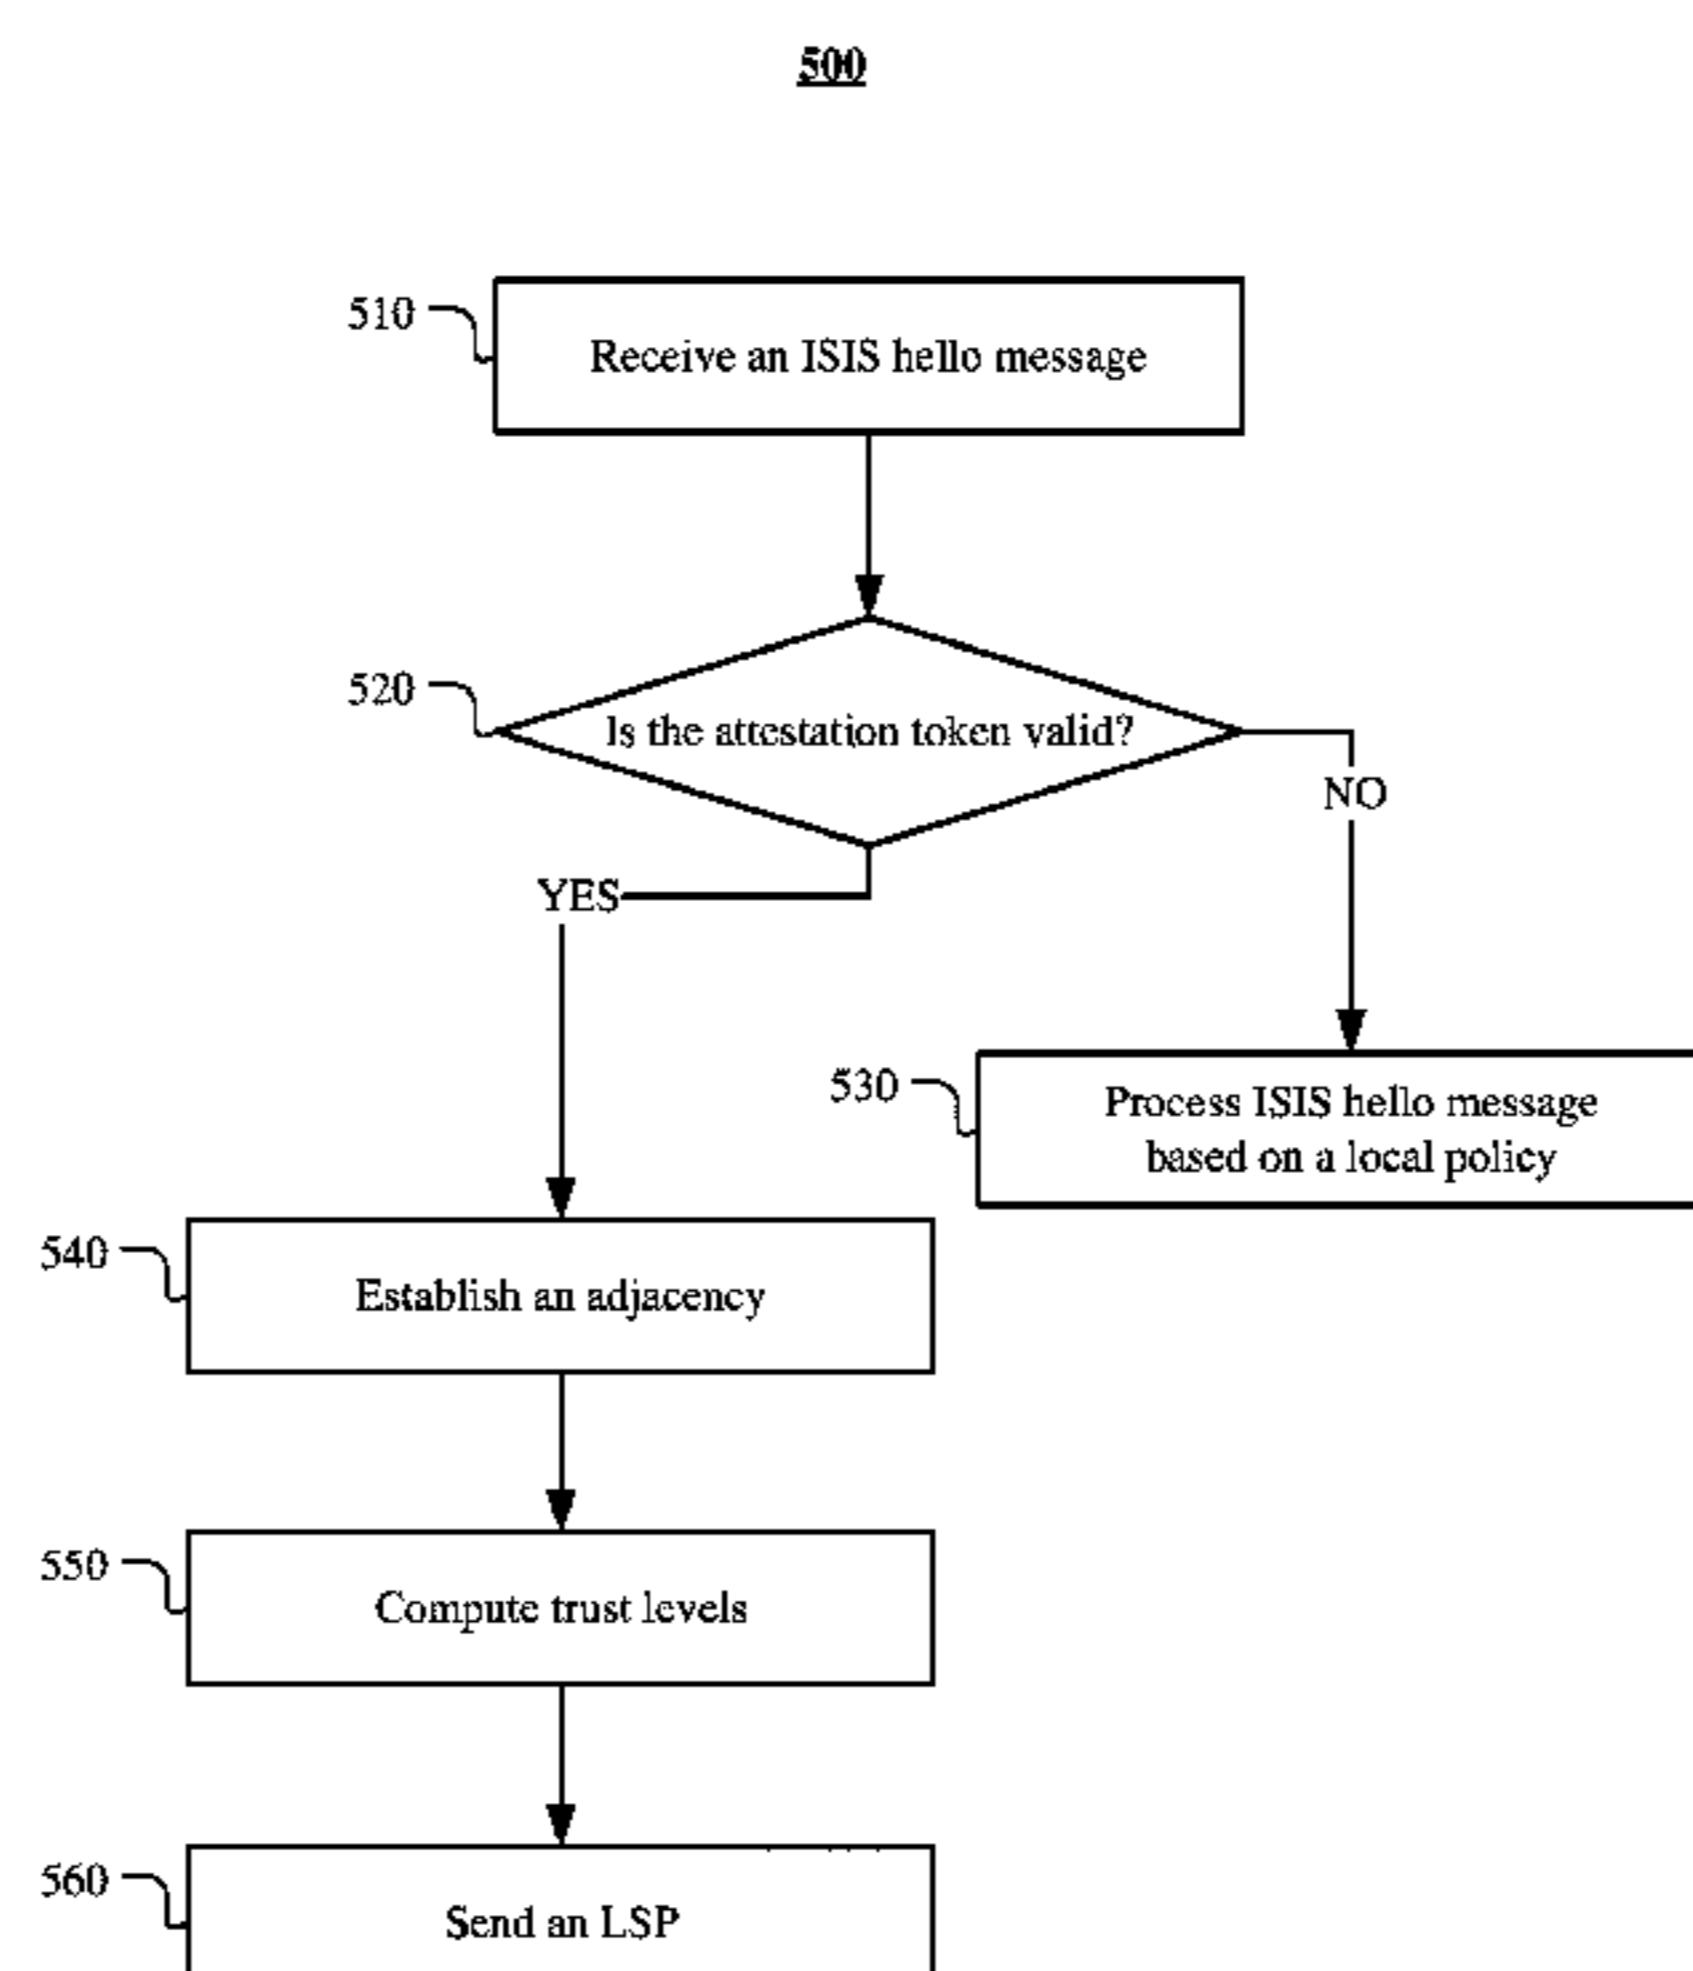 500
510
Receive an ISIS hello message
520
Is the attestation token valid?
NO
YES
530
Process ISIS hello message
based on a local policy
540
Establish an adjacency
550
Compute trust levels
560
Send an LSP